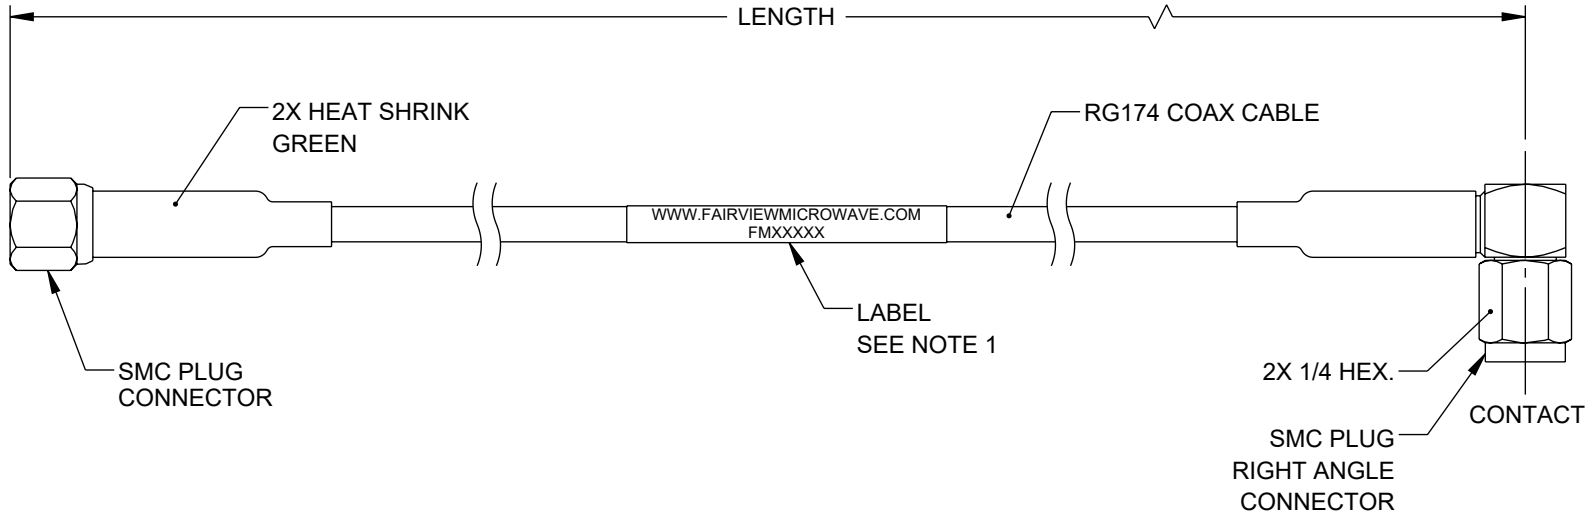 LENGTH
2X HEAT SHRINK
GREEN
RG174 COAX CABLE
WWW.FAIRVIEWMICROWAVE.COM
FMXXXXX
LABEL
SEE NOTE 1
SMC PLUG
CONNECTOR
2X 1/4 HEX.
CONTACT
SMC PLUG
RIGHT ANGLE
CONNECTOR